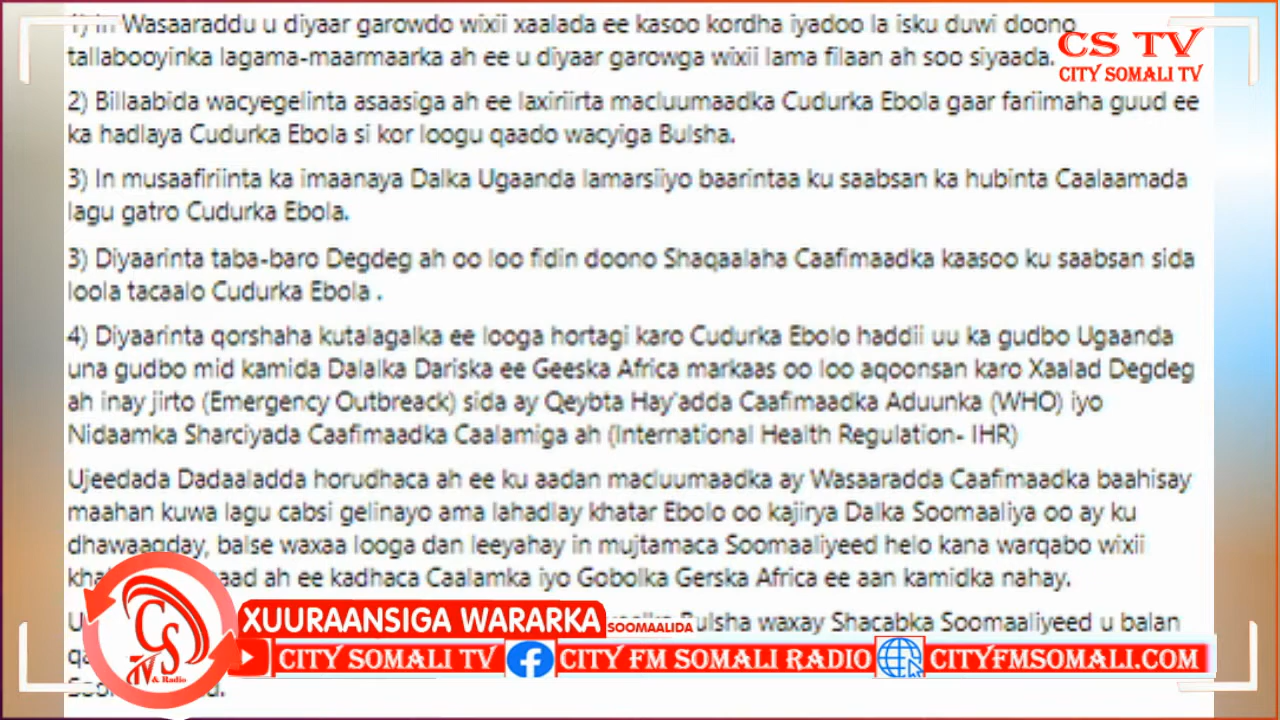 1) In Wasaaraddu u diyaar garowdo wixii xaalada ee kasoo kordha iyadoo la isku duwi doono
tallabooyinka lagama-maarmaarka ah ee u diyaar garowga wixii lama filaan ah soo siyaada.
CS TV
CITY SOMALI TV
2) Billaabida wacyegelinta asaasiga ah ee laxiriirta macluumaadka Cudurka Ebola gaar fariimaha guud ee
ka hadlaya Cudurka Ebola si kor loogu qaado wacyiga Bulsha.
3) In musaafiriinta ka imaanaya Dalka Ugaanda lamarsiiyo baarintaa ku saabsan ka hubinta Caalaamada
lagu gatro Cudurka Ebola.
3) Diyaarinta taba-baro Degdeg ah oo loo fidin doono Shaqaalaha Caafimaadka kaasoo ku saabsan sida
loola tacaalo Cudurka Ebola .
4) Diyaarinta qorshaha kutalagalka ee looga hortagi karo Cudurka Ebolo haddii uu ka gudbo Ugaanda
una gudbo mid kamida Dalalka Dariska ee Geeska Africa markaas oo loo aqoonsan karo Xaalad Degdeg
ah inay jirto (Emergency Outbreack) sida ay Qeybta Hay'adda Caafimaadka Aduunka (WHO) iyo
Nidaamka Sharciyada Caafimaadka Caalamiga ah (International Health Regulation- IHR)
Ujeedada Dadaaladda horudhaca ah ee ku aadan macluumaadka ay Wasaaradda Caafimaadka baahisay
maahan kuwa lagu cabsi gelinayo ama lahadlay khatar Ebolo oo kajirya Dalka Soomaaliya oo ay ku
dhawaaqday, balse waxaa looga dan leeyahay in mujtamaca Soomaaliyeed helo kana warqabo wixii
ah ee kadhaca Caalamka iyo Gobolka Gerska Africa ee aan kamidka nahay.
Bulsha waxay Shacabka Soomaaliyeed u balan
XUURAANSIGA WARARKA
SOOMAALIDA
CS
TV
& Radio
CITY SOMALI TV
CITY FM SOMALI RADIO
CITYFMSOMALI.COM